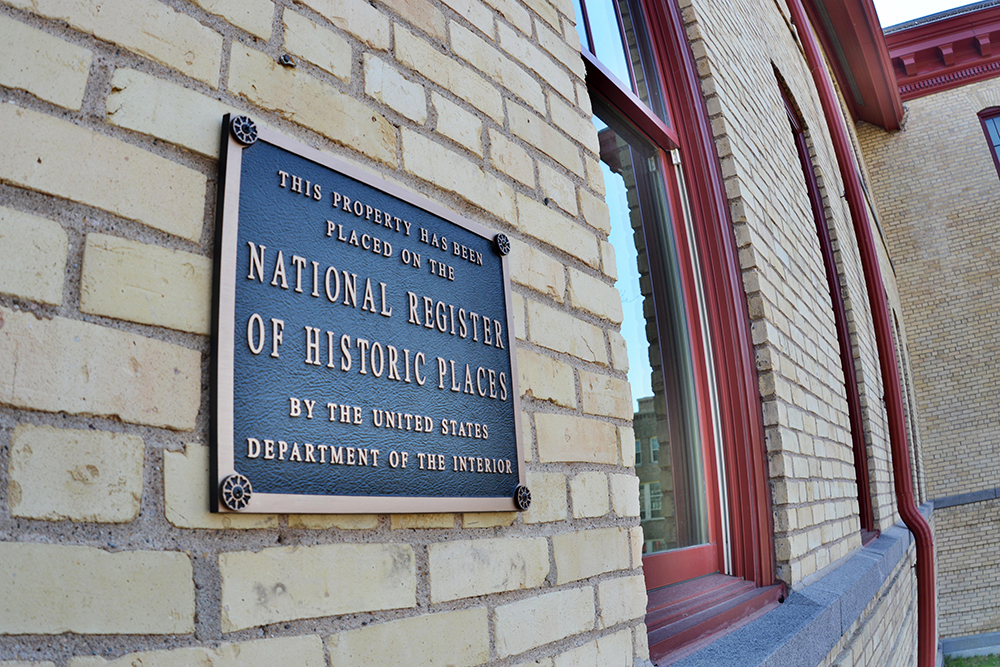 THIS PROPERTY HAS BEEN
PLACED ON THE
NATIONAL REGISTER
OF HISTORIC PLACES
BY THE UNITED STATES
DEPARTMENT OF THE INTERIOR